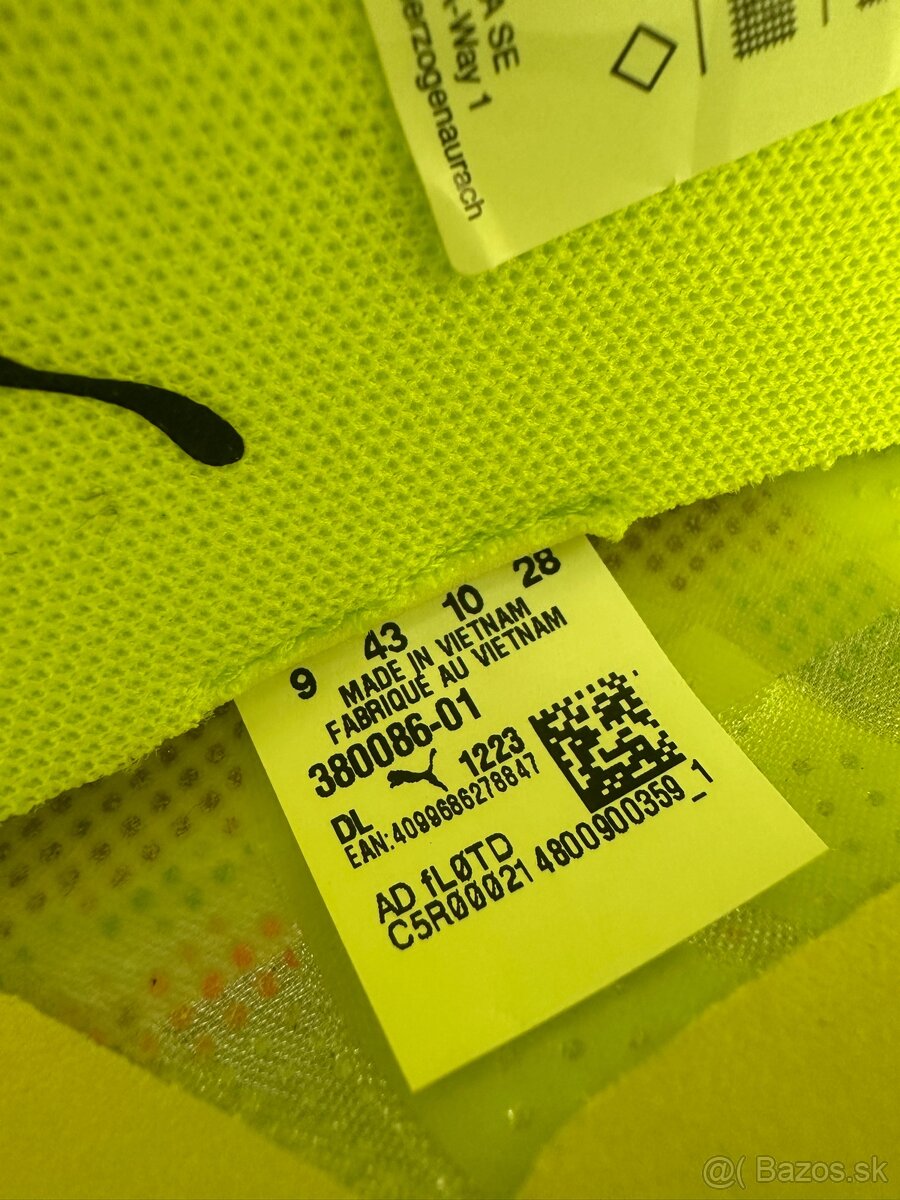 A SE
A-Way 1
erzogenaurach
9 43 10 28
MADE IN VIETNAM
FABRIQUE AU VIETNAM
380086-01
DL 1223
EAN:4099686278847
AD fLØTD
C5RØØØ21 4800900359_1
@( Bazos.sk